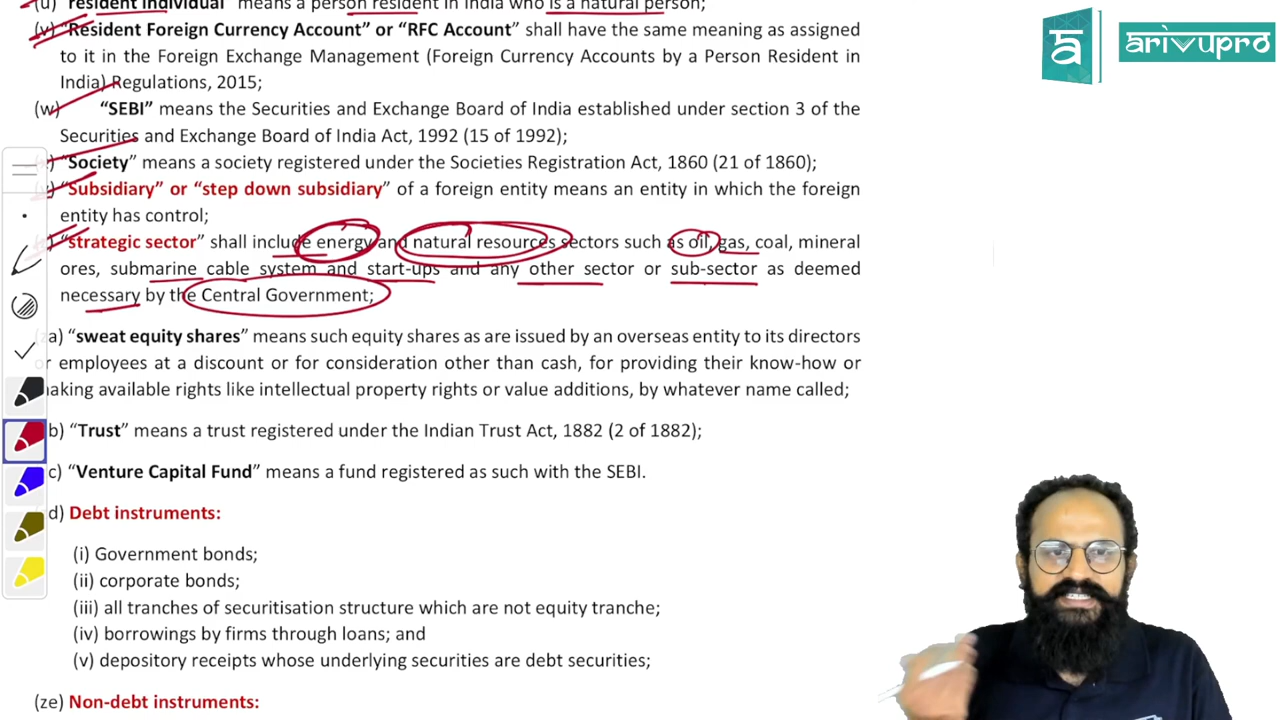 (u) "resident individual" means a person resident in India who is a natural person;
(v) "Resident Foreign Currency Account" or "RFC Account" shall have the same meaning as assigned
to it in the Foreign Exchange Management (Foreign Currency Accounts by a Person Resident in
India) Regulations, 2015;
(w) "SEBI" means the Securities and Exchange Board of India established under section 3 of the
Securities and Exchange Board of India Act, 1992 (15 of 1992);
"Society" means a society registered under the Societies Registration Act, 1860 (21 of 1860);
"Subsidiary" or "step down subsidiary" of a foreign entity means an entity in which the foreign
entity has control;
"strategic sector" shall include energy and natural resources sectors such as oil, gas, coal, mineral
ores, submarine cable system and start-ups and any other sector or sub-sector as deemed
necessary by the Central Government;
a) "sweat equity shares" means such equity shares as are issued by an overseas entity to its directors
or employees at a discount or for consideration other than cash, for providing their know-how or
making available rights like intellectual property rights or value additions, by whatever name called;
b) "Trust" means a trust registered under the Indian Trust Act, 1882 (2 of 1882);
c) "Venture Capital Fund" means a fund registered as such with the SEBI.
d) Debt instruments:
(i) Government bonds;
(ii) corporate bonds;
(iii) all tranches of securitisation structure which are not equity tranche;
(iv) borrowings by firms through loans; and
(v) depository receipts whose underlying securities are debt securities;
(ze) Non-debt instruments:
arivupro